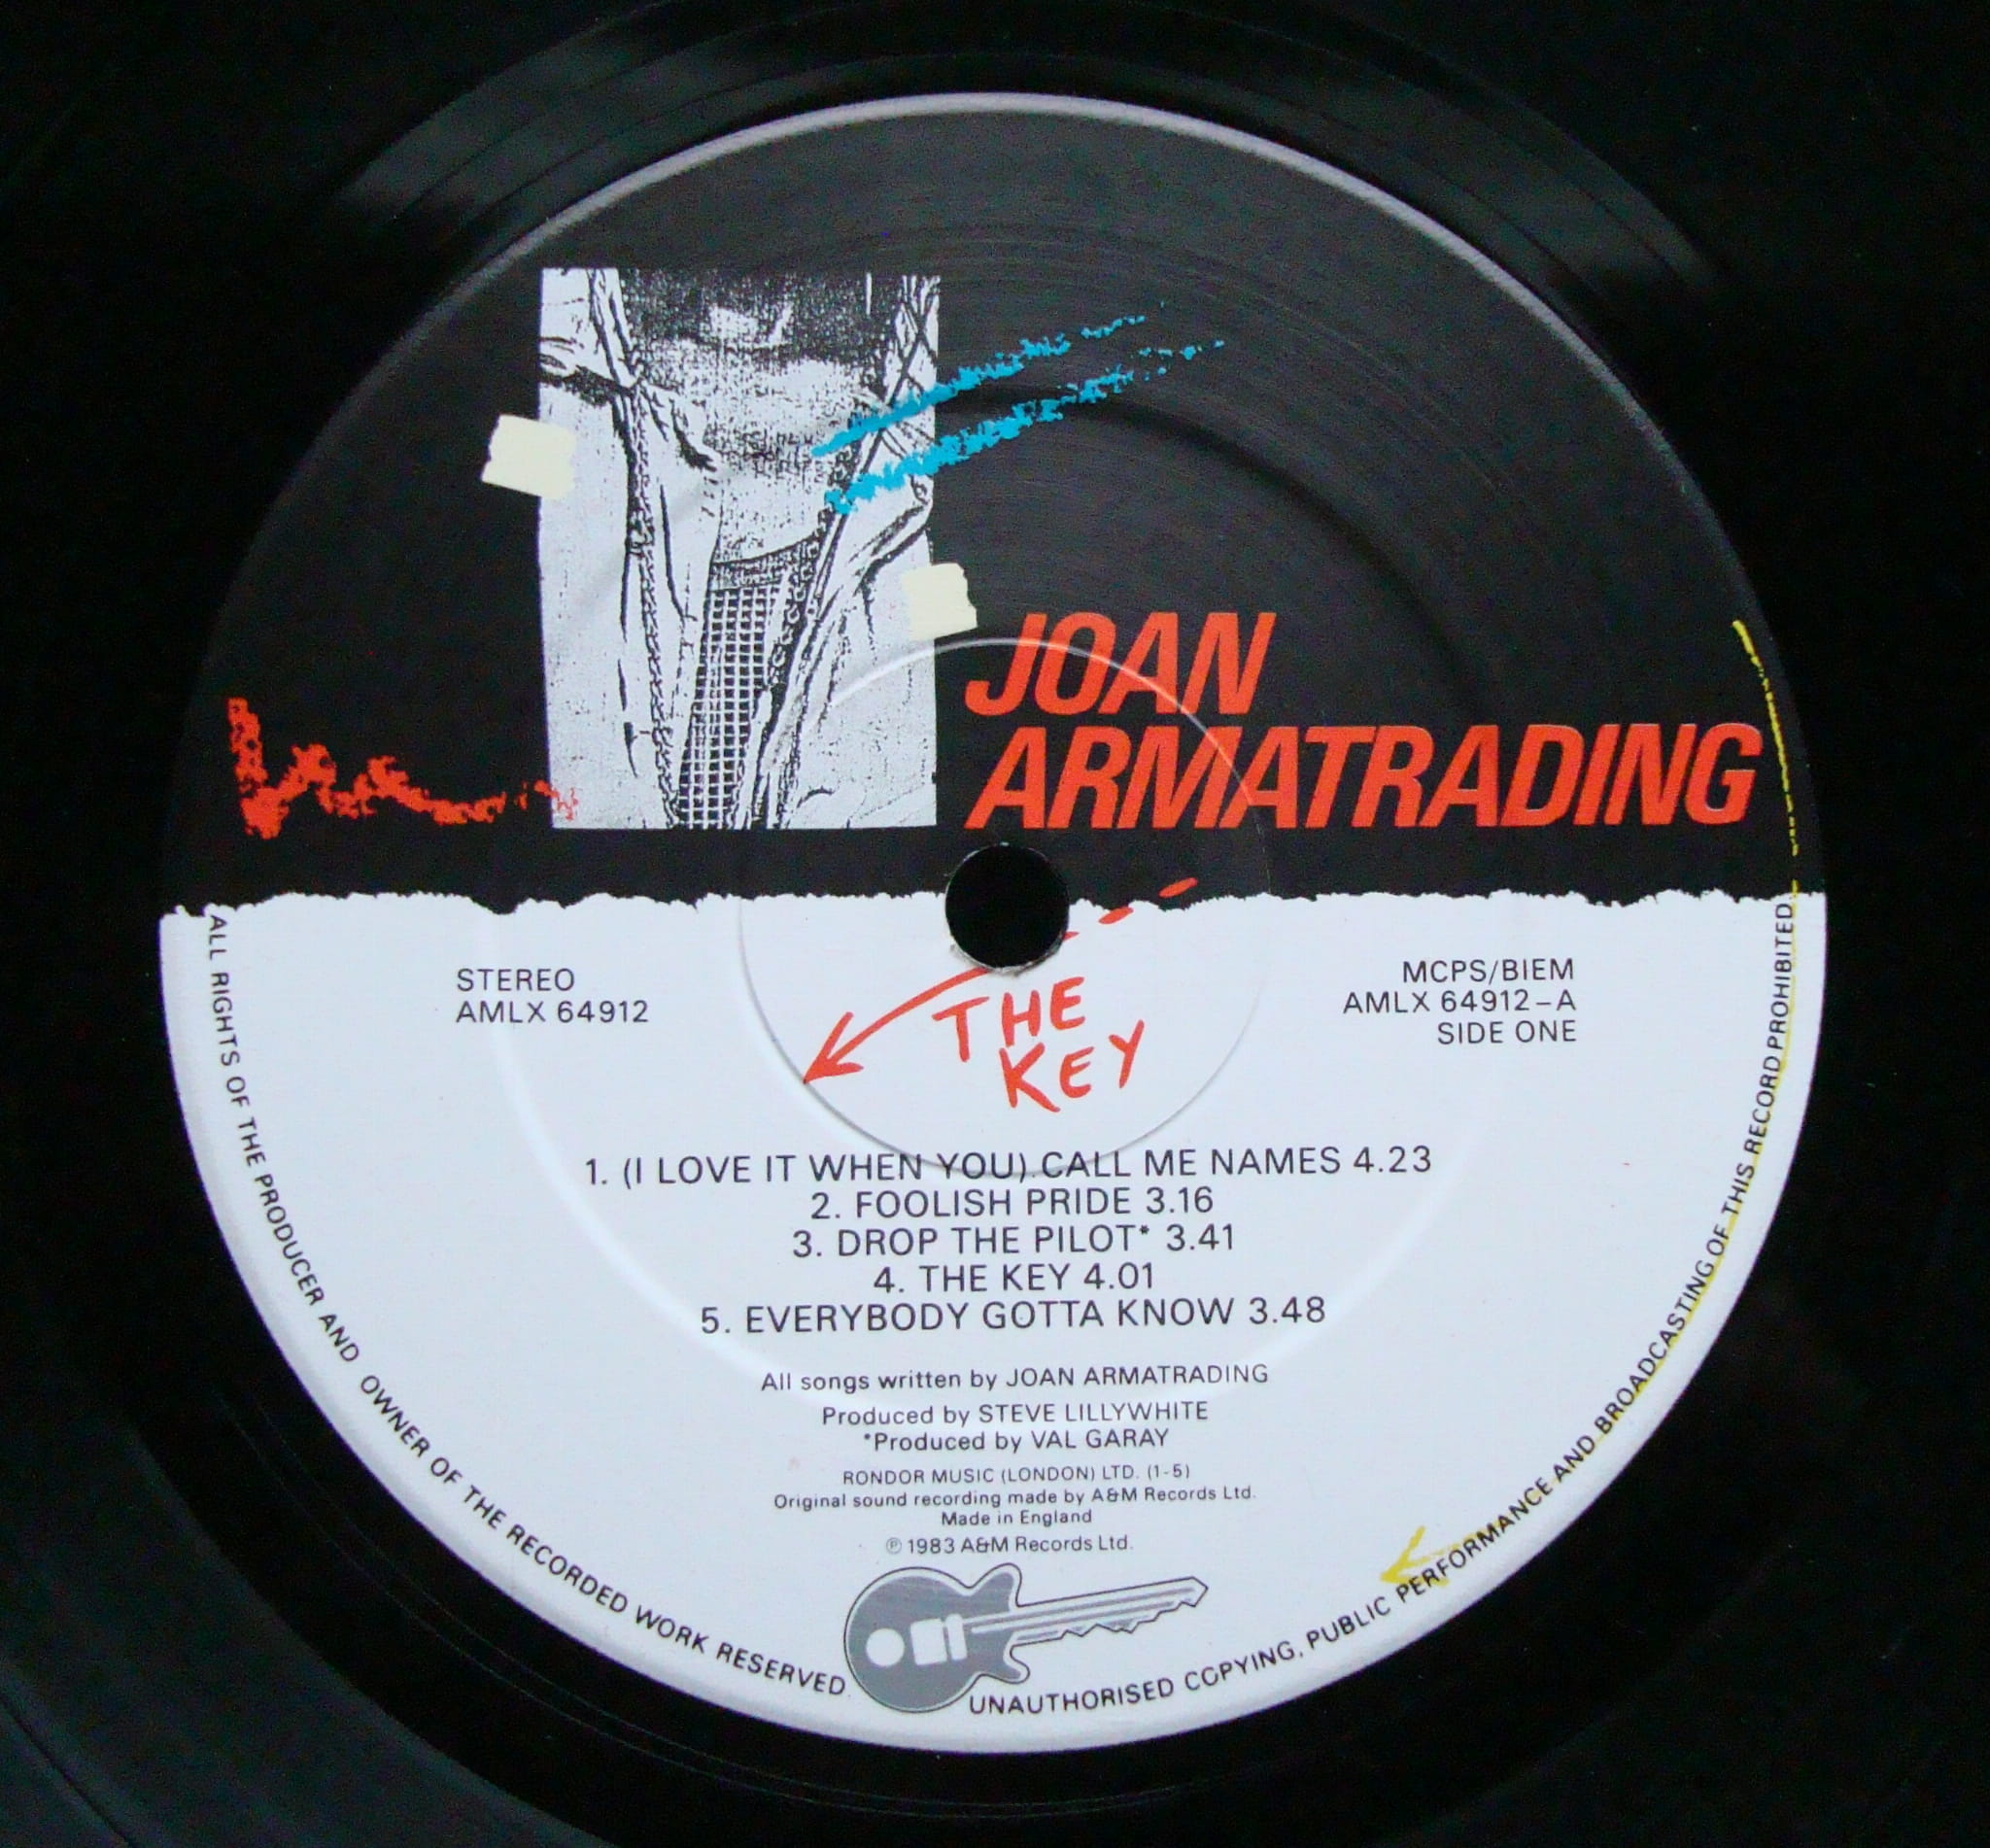 JOAN
ARMATRADING
STEREO
AMLX 64912
MCPS/BIEM
AMLX 64912-A
SIDE ONE
THE
KEY
1. (I LOVE IT WHEN YOU) CALL ME NAMES 4.23
2. FOOLISH PRIDE 3.16
3. DROP THE PILOT* 3.41
4. THE KEY 4.01
5. EVERYBODY GOTTA KNOW 3.48
All songs written by JOAN ARMATRADING
Produced by STEVE LILLYWHITE
*Produced by VAL GARAY
RONDOR MUSIC (LONDON) LTD. (1-5)
Original sound recording made by A&M Records Ltd.
Made in England
℗ 1983 A&M Records Ltd.
ALL RIGHTS OF THE PRODUCER AND OWNER OF THE RECORDED WORK RESERVED.
UNAUTHORISED COPYING, PUBLIC PERFORMANCE AND BROADCASTING OF THIS RECORD PROHIBITED